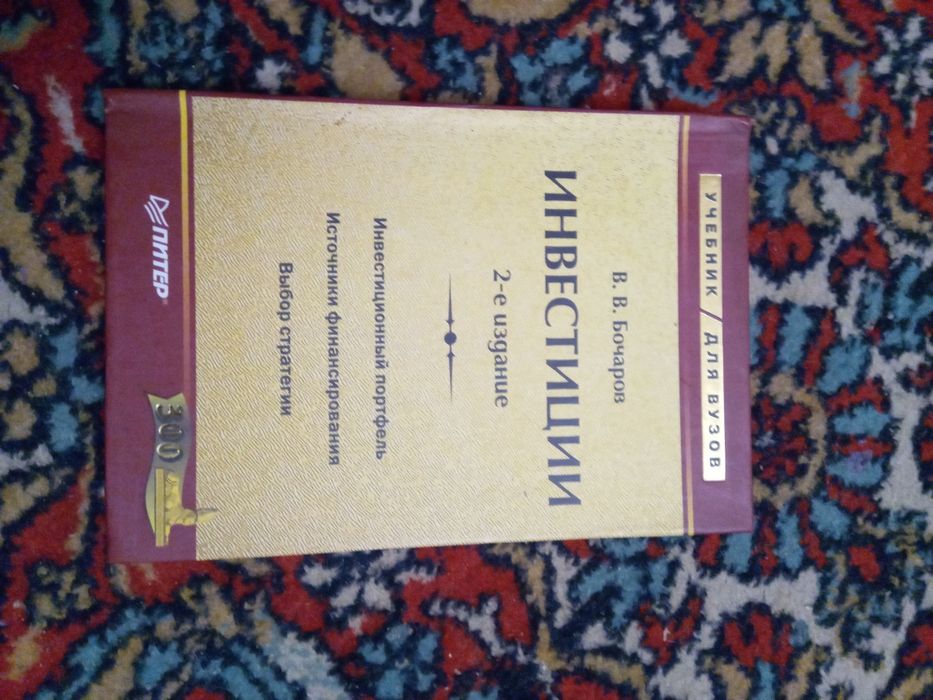 УЧЕБНИК / ДЛЯ ВУЗОВ
В. В. Бочаров
ИНВЕСТИЦИИ
2-е издание
Инвестиционный портфель
Источники финансирования
Выбор стратегии
ПИТЕР
300